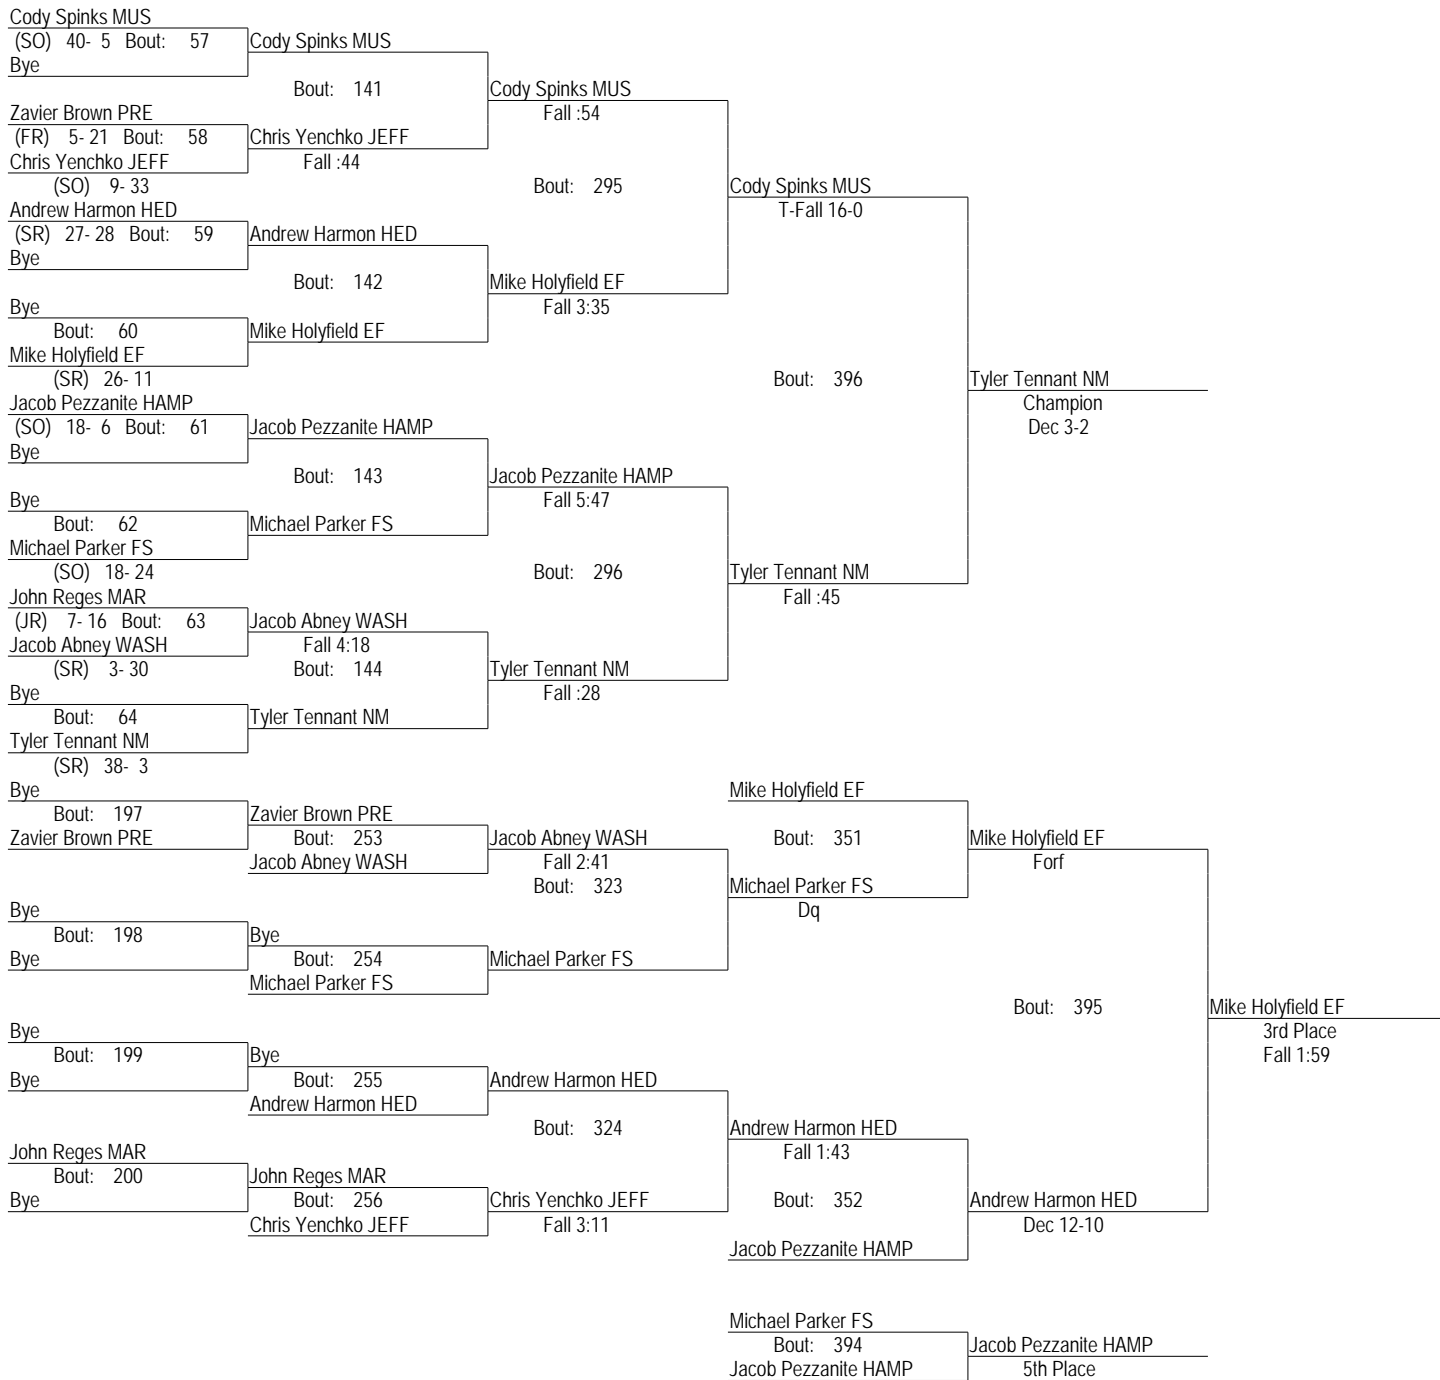 Cody Spinks MUS
(SO) 40- 5 Bout: 57 Cody Spinks MUS
Bye
Bout: 141 Cody Spinks MUS
Zavier Brown PRE Fall :54
(FR) 5- 21 Bout: 58 Chris Yenchko JEFF
Chris Yenchko JEFF Fall :44
(SO) 9- 33 Bout: 295 Cody Spinks MUS
Andrew Harmon HED T-Fall 16-0
(SR) 27- 28 Bout: 59 Andrew Harmon HED
Bye
Bout: 142 Mike Holyfield EF
Bye Fall 3:35
Bout: 60 Mike Holyfield EF
Mike Holyfield EF
(SR) 26- 11 Bout: 396 Tyler Tennant NM
Jacob Pezzanite HAMP Champion
(SO) 18- 6 Bout: 61 Jacob Pezzanite HAMP Dec 3-2
Bye
Bout: 143 Jacob Pezzanite HAMP
Bye Fall 5:47
Bout: 62 Michael Parker FS
Michael Parker FS
(SO) 18- 24 Bout: 296 Tyler Tennant NM
John Reges MAR Fall :45
(JR) 7- 16 Bout: 63 Jacob Abney WASH
Jacob Abney WASH Fall 4:18
(SR) 3- 30 Bout: 144 Tyler Tennant NM
Bye Fall :28
Bout: 64 Tyler Tennant NM
Tyler Tennant NM
(SR) 38- 3
Bye Mike Holyfield EF
Bout: 197 Zavier Brown PRE
Zavier Brown PRE Bout: 253 Jacob Abney WASH Bout: 351 Mike Holyfield EF
Jacob Abney WASH Fall 2:41 Forf
Bout: 323 Michael Parker FS
Bye Dq
Bout: 198 Bye
Bye Bout: 254 Michael Parker FS
Michael Parker FS
Bout: 395 Mike Holyfield EF
Bye 3rd Place
Bout: 199 Bye Fall 1:59
Bye Bout: 255 Andrew Harmon HED
Andrew Harmon HED
Bout: 324 Andrew Harmon HED
John Reges MAR Fall 1:43
Bout: 200 John Reges MAR
Bye Bout: 256 Chris Yenchko JEFF Bout: 352 Andrew Harmon HED
Chris Yenchko JEFF Fall 3:11 Dec 12-10
Jacob Pezzanite HAMP
Michael Parker FS
Bout: 394 Jacob Pezzanite HAMP
Jacob Pezzanite HAMP 5th Place